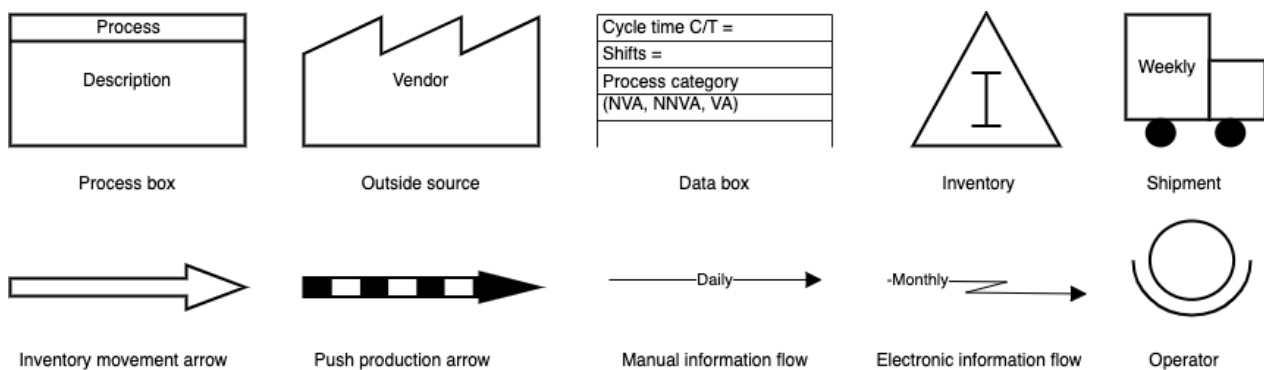 Process
Description
Vendor
Cycle time C/T =
Shifts =
Process category
(NVA, NNVA, VA)
I
Weekly
Process box
Outside source
Data box
Inventory
Shipment
Daily
-Monthly
Inventory movement arrow
Push production arrow
Manual information flow
Electronic information flow
Operator